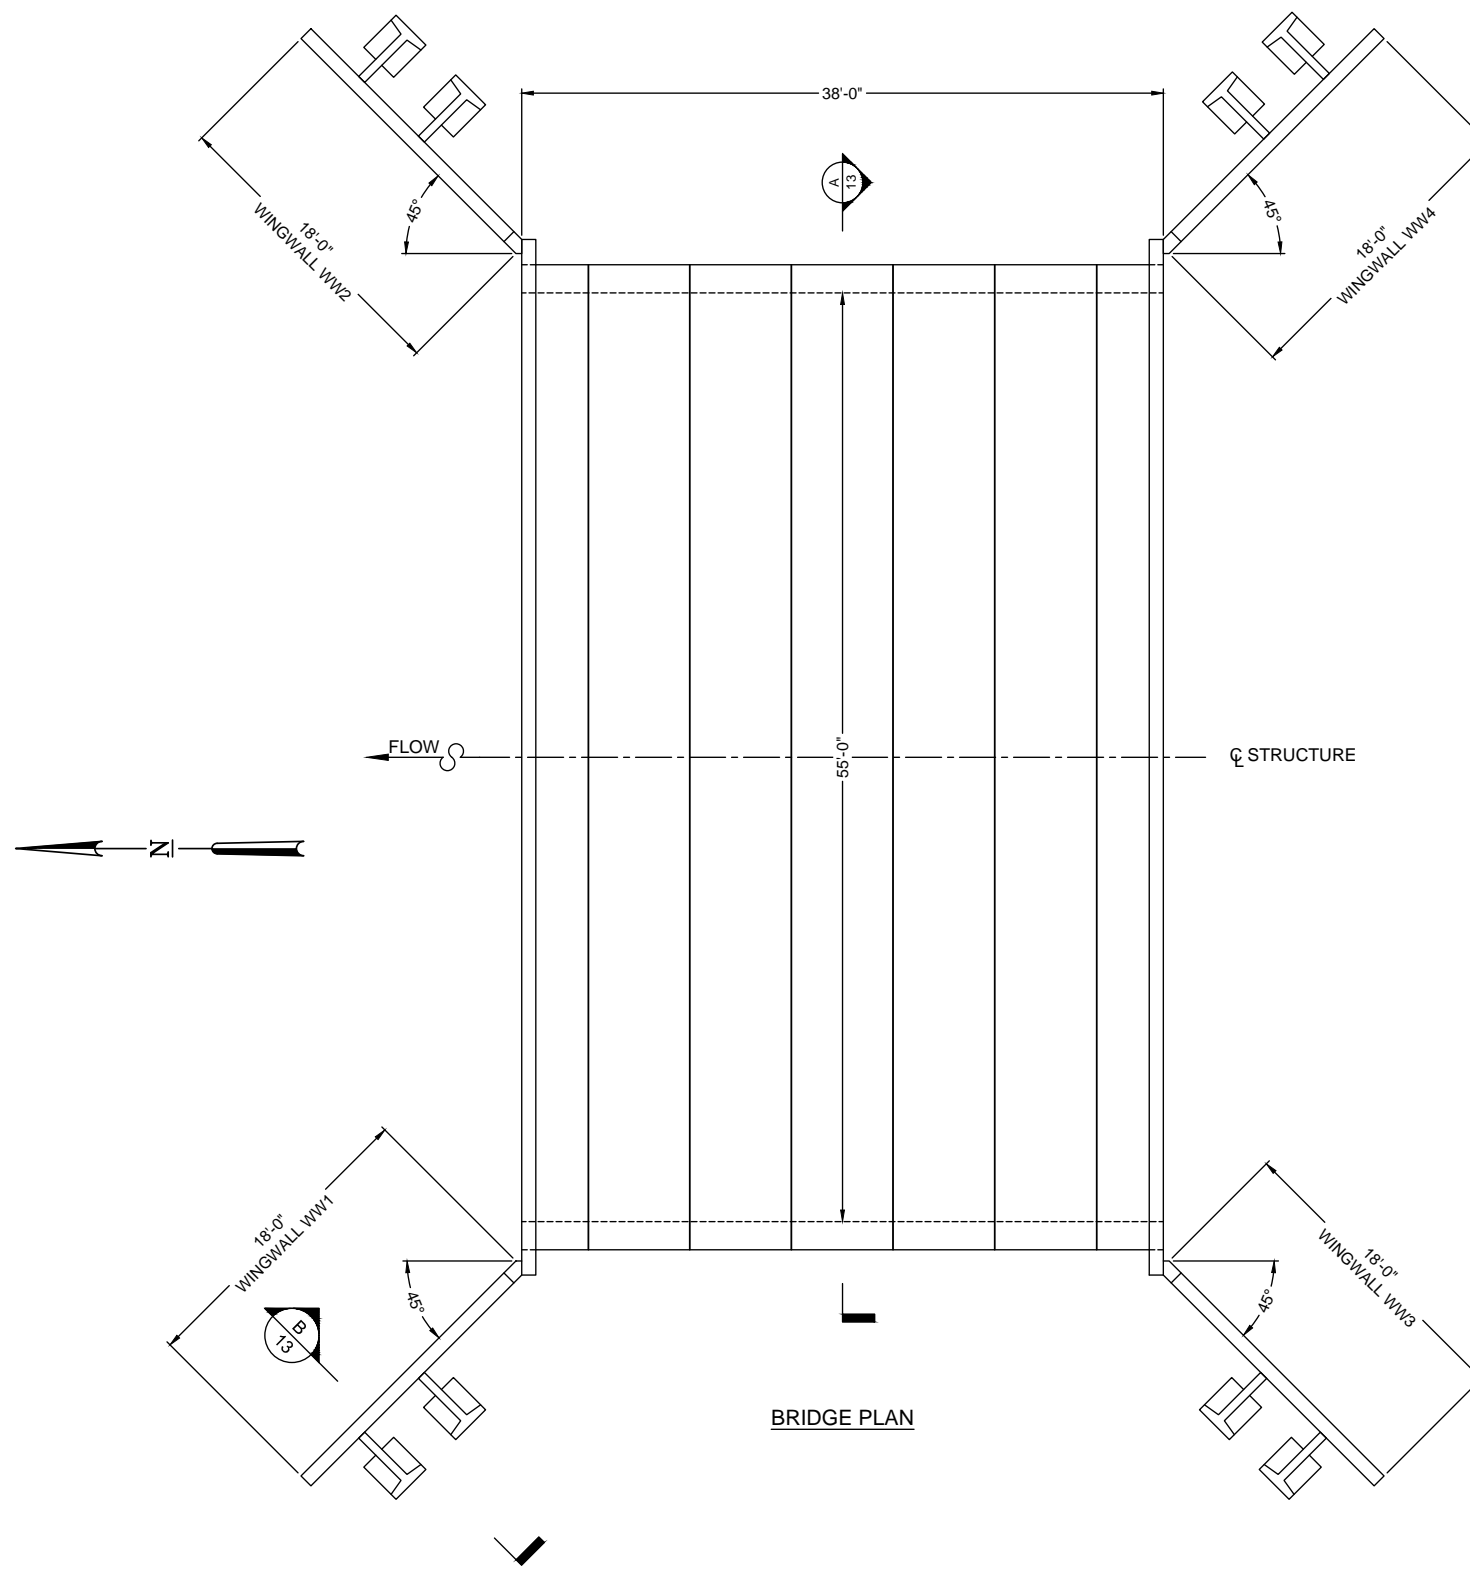 38'-0"
A
13
45°
18'-0"
WINGWALL WW2
45°
18'-0"
WINGWALL WW4
FLOW
55'-0"
℄ STRUCTURE
N
18'-0"
WINGWALL WW1
45°
B
13
45°
18'-0"
WINGWALL WW3
BRIDGE PLAN